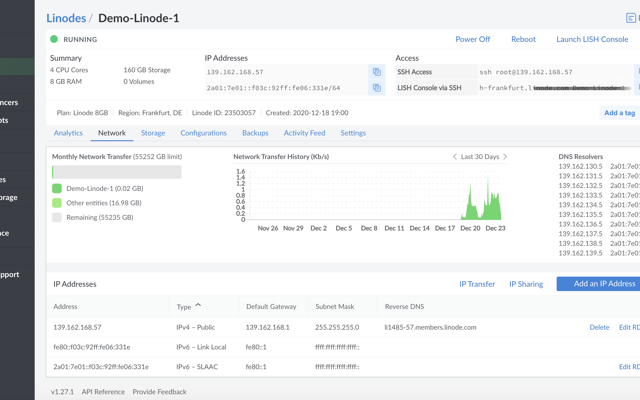 Linodes / Demo-Linode-1
RUNNING
Power Off Reboot Launch LISH Console
Summary
4 CPU Cores 160 GB Storage
8 GB RAM 0 Volumes
IP Addresses
139.162.168.57
2a01:7e01::f03c:92ff:fe06:331e/64
Access
SSH Access ssh root@139.162.168.57
LISH Console via SSH
Plan: Linode 8GB Region: Frankfurt, DE Linode ID: 23503057 Created: 2020-12-18 19:00
Add a tag
Analytics Network Storage Configurations Backups Activity Feed Settings
Monthly Network Transfer (55252 GB limit)
Demo-Linode-1 (0.02 GB)
Other entities (16.98 GB)
Remaining (55235 GB)
Network Transfer History (Kb/s)
Last 30 Days
1.6
1.4
1.2
1
0.8
0.6
0.4
0.2
0
Nov 26 Nov 29 Dec 2 Dec 5 Dec 8 Dec 11 Dec 14 Dec 17 Dec 20 Dec 23
DNS Resolvers
139.162.130.5 2a01:7e0
139.162.131.5 2a01:7e0
139.162.132.5 2a01:7e0
139.162.133.5 2a01:7e0
139.162.134.5 2a01:7e0
139.162.135.5 2a01:7e0
139.162.136.5 2a01:7e0
139.162.137.5 2a01:7e0
139.162.138.5 2a01:7e0
139.162.139.5 2a01:7e0
IP Addresses
IP Transfer IP Sharing Add an IP Address
Address Type Default Gateway Subnet Mask Reverse DNS
139.162.168.57 IPv4 – Public 139.162.168.1 255.255.255.0 li1485-57.members.linode.com Delete Edit RD
fe80::f03c:92ff:fe06:331e IPv6 – Link Local fe80::1 ffff:ffff:ffff:ffff::
2a01:7e01::f03c:92ff:fe06:331e IPv6 – SLAAC fe80::1 ffff:ffff:ffff:ffff:: Edit RD
v1.27.1 API Reference Provide Feedback
ncers
pts
es
orage
nce
pport